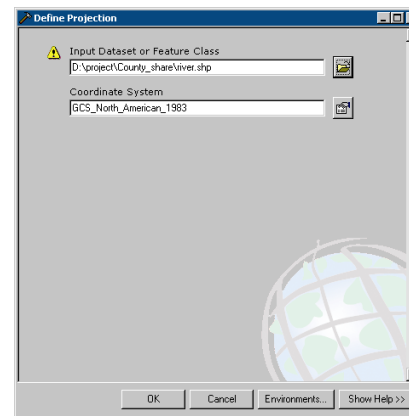 Define Projection
Input Dataset or Feature Class
D:\project\County_share\river.shp
Coordinate System
GCS_North_American_1983
OK
Cancel
Environments...
Show Help >>